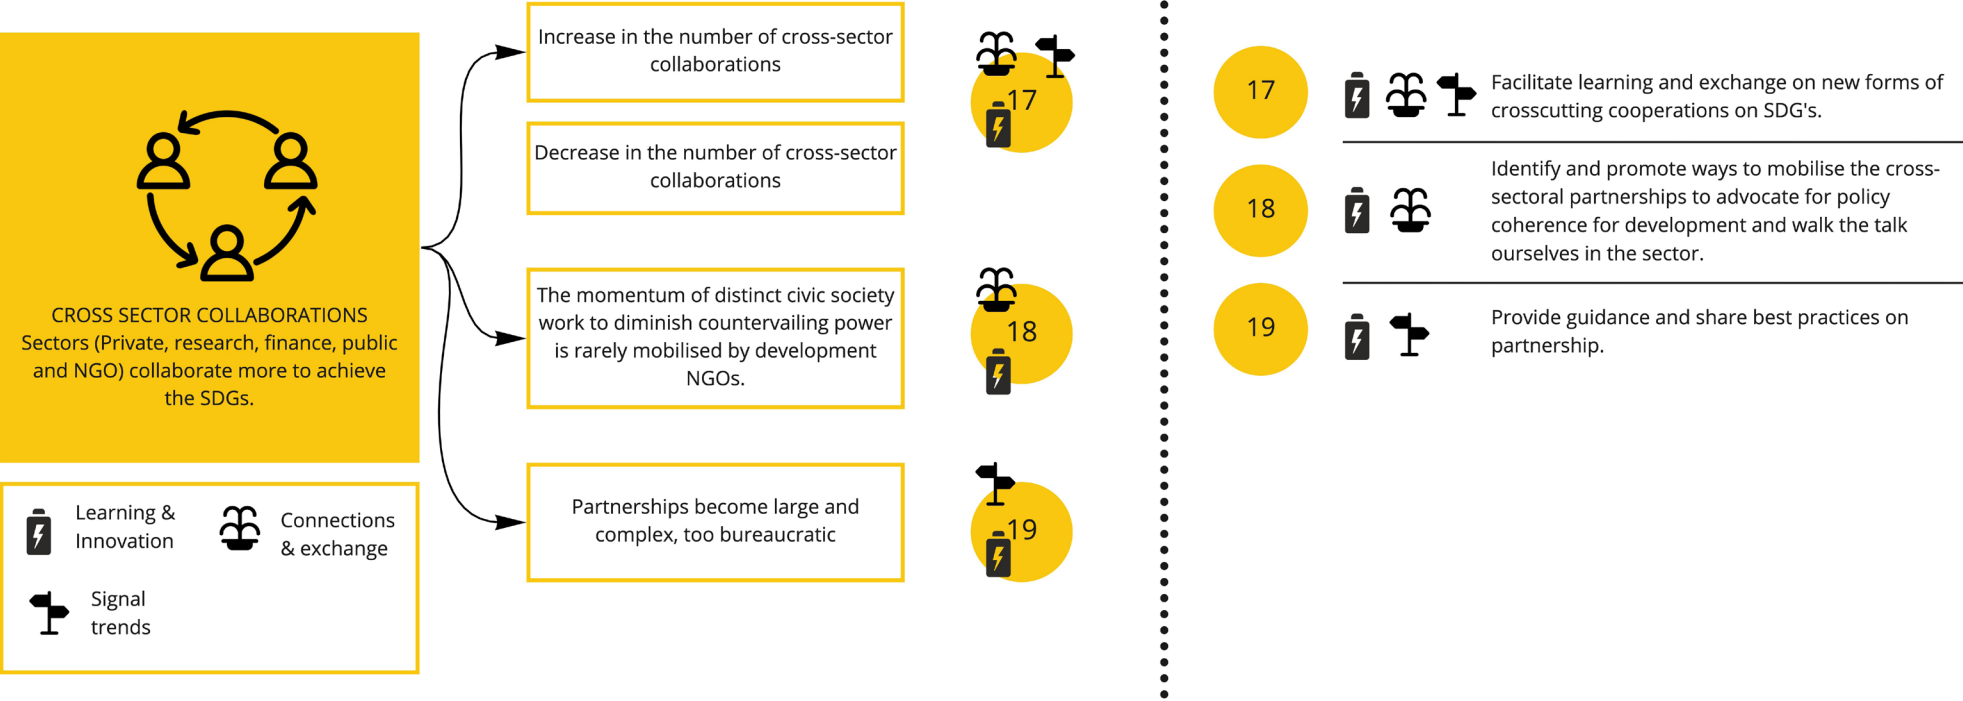 CROSS SECTOR COLLABORATIONS
Sectors (Private, research, finance, public
and NGO) collaborate more to achieve
the SDGs.
Learning &
Innovation
Connections
& exchange
Signal
trends
Increase in the number of cross-sector
collaborations
Decrease in the number of cross-sector
collaborations
The momentum of distinct civic society
work to diminish countervailing power
is rarely mobilised by development
NGOs.
Partnerships become large and
complex, too bureaucratic
17
18
19
17
Facilitate learning and exchange on new forms of
crosscutting cooperations on SDG's.
18
Identify and promote ways to mobilise the cross-
sectoral partnerships to advocate for policy
coherence for development and walk the talk
ourselves in the sector.
19
Provide guidance and share best practices on
partnership.